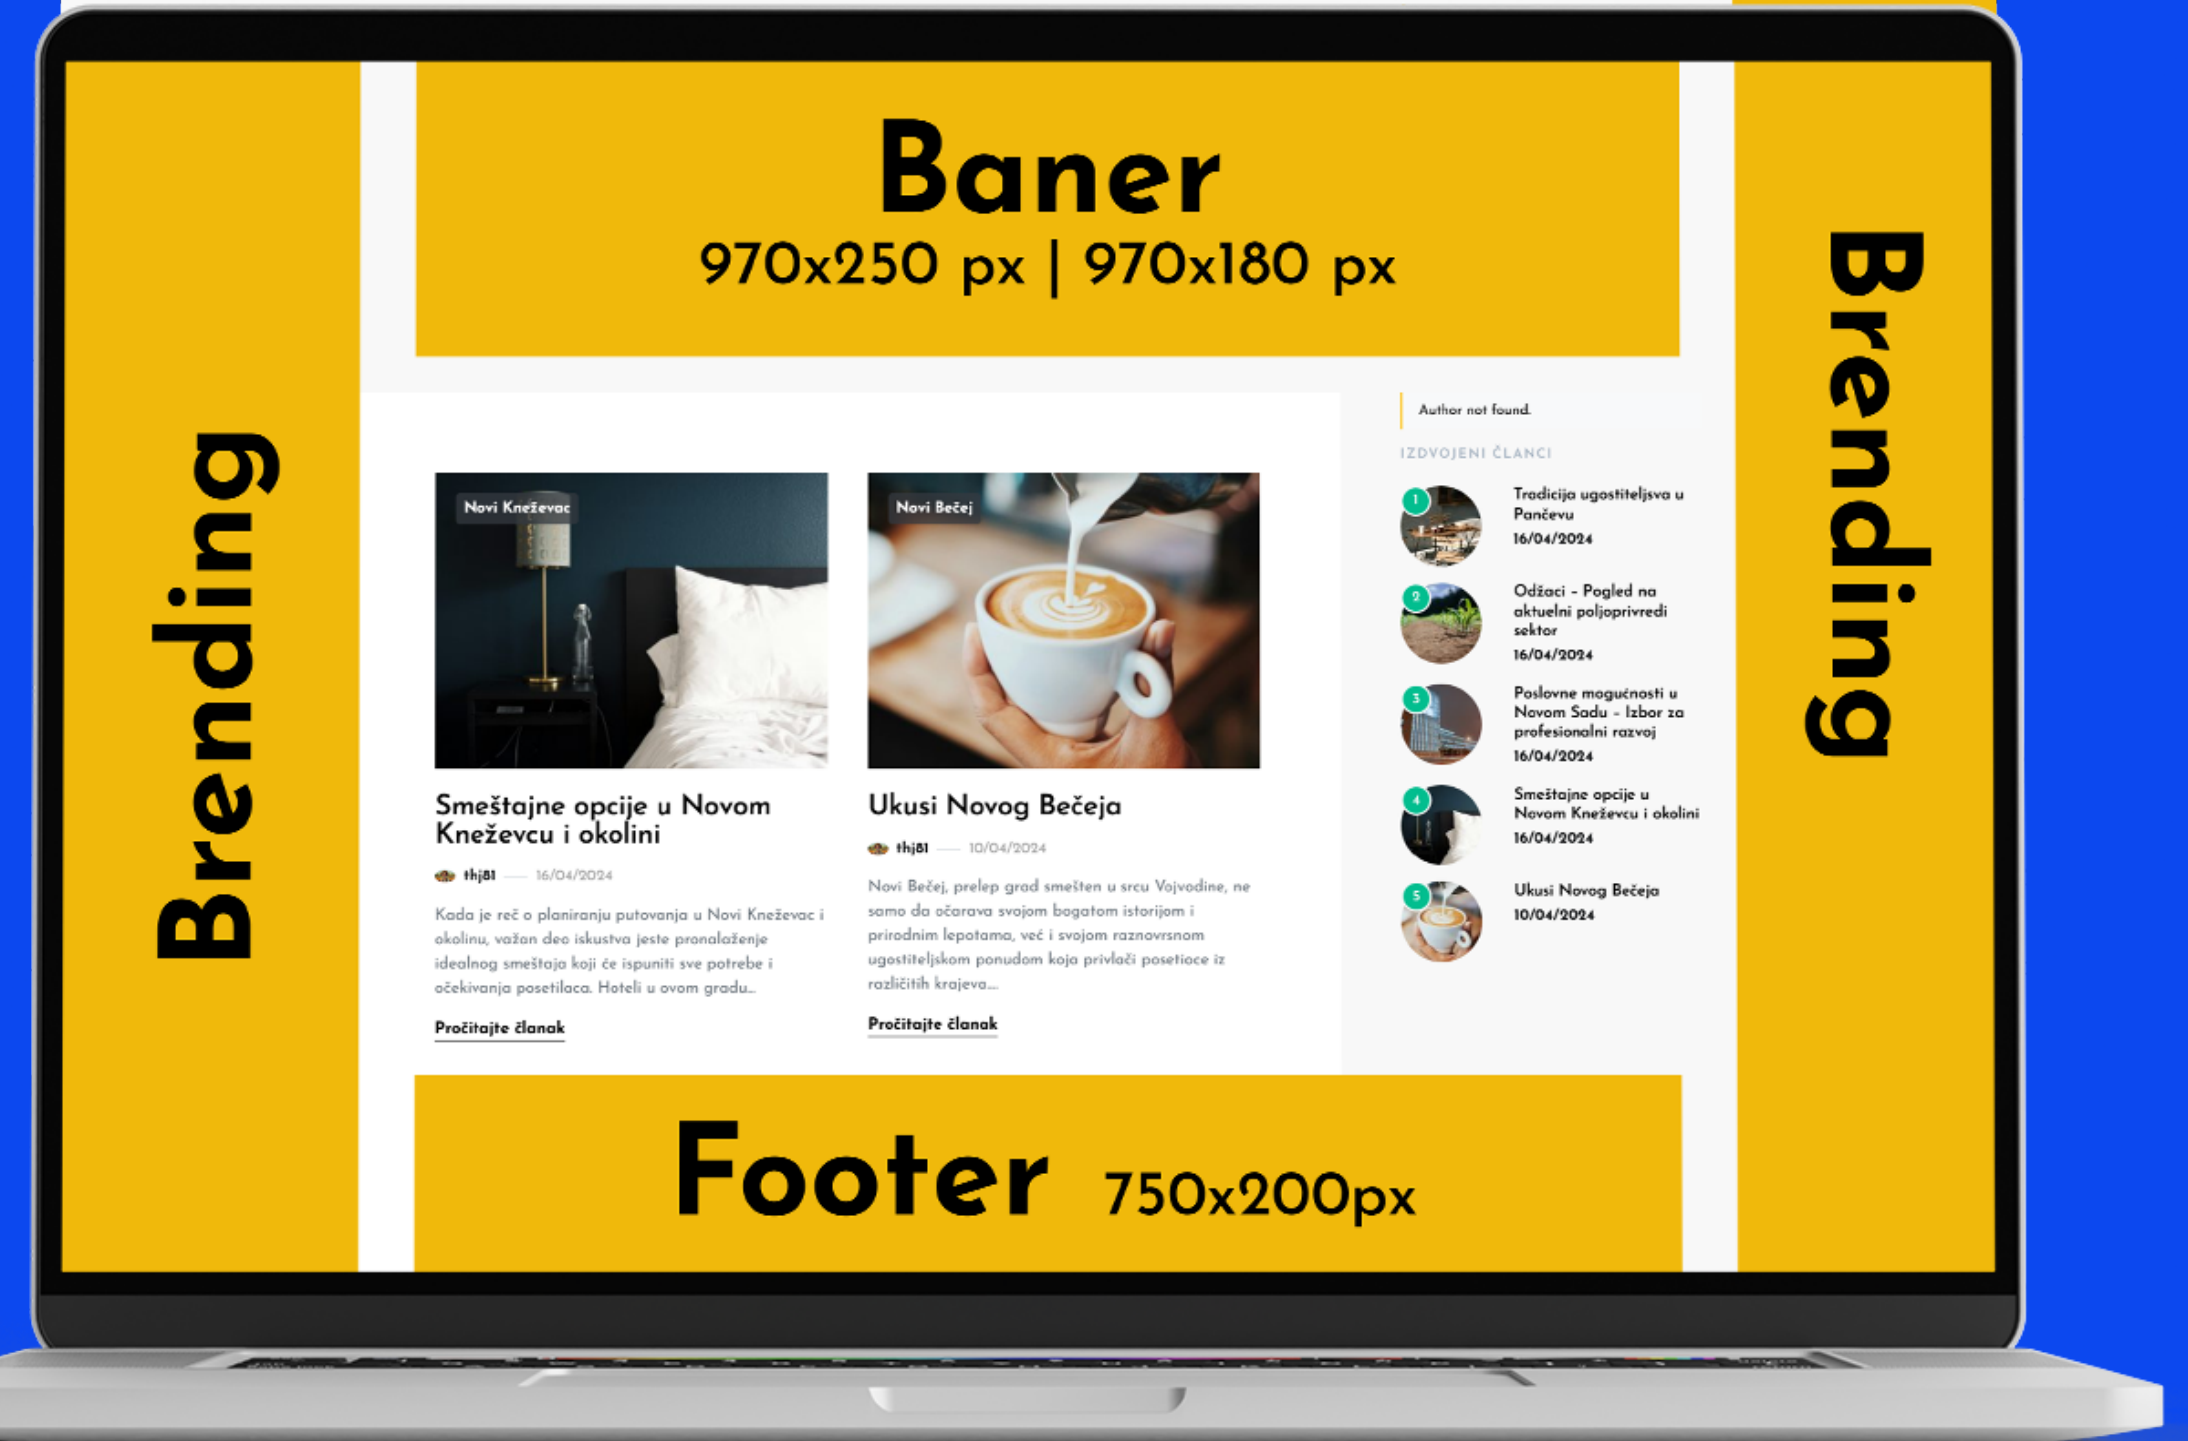 Brending
Baner
970x250 px | 970x180 px
Brending
Novi Kneževac
Smeštajne opcije u Novom
Kneževcu i okolini
thj81 — 16/04/2024
Kada je reč o planiranju putovanja u Novi Kneževac i
okolinu, važan deo iskustva jeste pronalaženje
idealnog smeštaja koji će ispuniti sve potrebe i
očekivanja posetilaca. Hoteli u ovom gradu...
Pročitajte članak
Novi Bečej
Ukusi Novog Bečeja
thj81 — 10/04/2024
Novi Bečej, prelep grad smešten u srcu Vojvodine, ne
samo da očarava svojom bogatom istorijom i
prirodnim lepotama, već i svojom raznovrsnom
ugostiteljskom ponudom koja privlači posetioce iz
različitih krajeva...
Pročitajte članak
Author not found.
IZDVOJENI ČLANCI
1
Tradicija ugostiteljsva u
Pančevu
16/04/2024
2
Odžaci – Pogled na
aktuelni poljoprivredi
sektor
16/04/2024
3
Poslovne mogućnosti u
Novom Sadu – Izbor za
profesionalni razvoj
16/04/2024
4
Smeštajne opcije u
Novom Kneževcu i okolini
16/04/2024
5
Ukusi Novog Bečeja
10/04/2024
Footer 750x200px